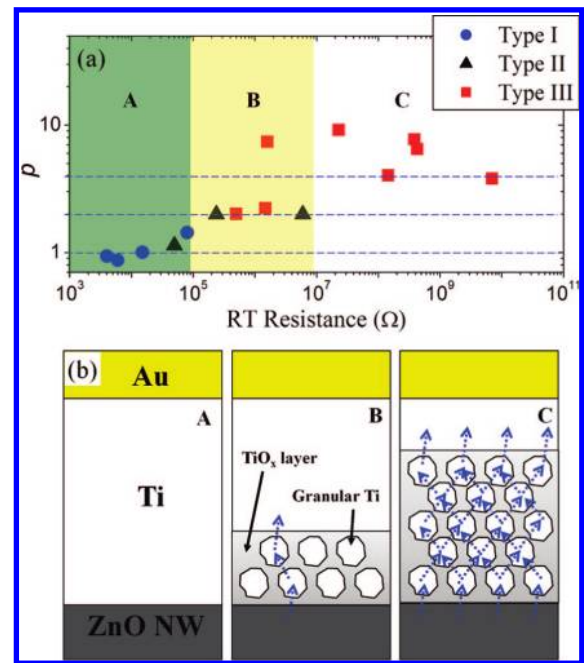 (a)
Type I
Type II
Type III
A
B
C
p
10
1
10³
10⁵
10⁷
10⁹
10¹¹
RT Resistance (Ω)
(b)
Au
A
B
C
Ti
TiOₓ layer
Granular Ti
ZnO NW